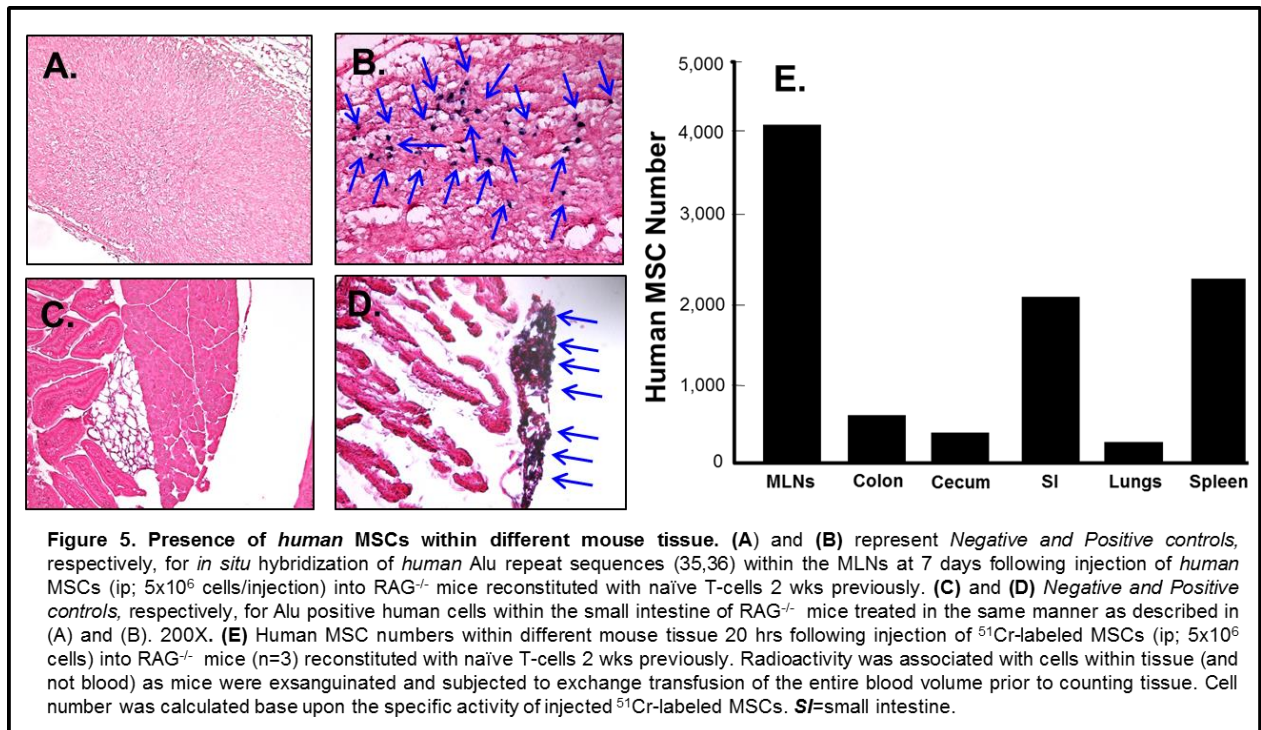 A.
B.
C.
D.
E.
Human MSC Number
5,000
4,000
3,000
2,000
1,000
0
MLNs Colon Cecum SI Lungs Spleen
Figure 5. Presence of human MSCs within different mouse tissue. (A) and (B) represent Negative and Positive controls,
respectively, for in situ hybridization of human Alu repeat sequences (35,36) within the MLNs at 7 days following injection of human
MSCs (ip; 5x10⁶ cells/injection) into RAG⁻/⁻ mice reconstituted with naïve T-cells 2 wks previously. (C) and (D) Negative and Positive
controls, respectively, for Alu positive human cells within the small intestine of RAG⁻/⁻ mice treated in the same manner as described in
(A) and (B). 200X. (E) Human MSC numbers within different mouse tissue 20 hrs following injection of ⁵¹Cr-labeled MSCs (ip; 5x10⁶
cells) into RAG⁻/⁻ mice (n=3) reconstituted with naïve T-cells 2 wks previously. Radioactivity was associated with cells within tissue (and
not blood) as mice were exsanguinated and subjected to exchange transfusion of the entire blood volume prior to counting tissue. Cell
number was calculated base upon the specific activity of injected ⁵¹Cr-labeled MSCs. SI=small intestine.